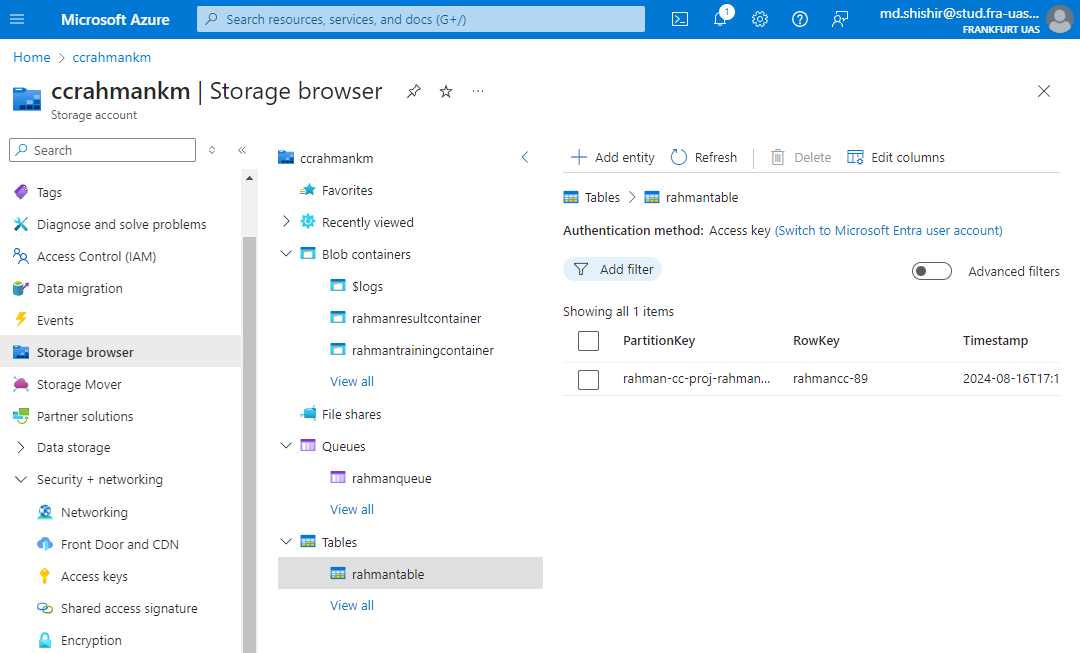 Microsoft Azure
Search resources, services, and docs (G+/)
1
md.shishir@stud.fra-uas...
FRANKFURT UAS
Home > ccrahmankm
ccrahmankm | Storage browser
Storage account
Search
Tags
Diagnose and solve problems
Access Control (IAM)
Data migration
Events
Storage browser
Storage Mover
Partner solutions
Data storage
Security + networking
Networking
Front Door and CDN
Access keys
Shared access signature
Encryption
ccrahmankm
Favorites
Recently viewed
Blob containers
$logs
rahmanresultcontainer
rahmantrainingcontainer
View all
File shares
Queues
rahmanqueue
View all
Tables
rahmantable
View all
Add entity Refresh Delete Edit columns
Tables > rahmantable
Authentication method: Access key (Switch to Microsoft Entra user account)
Add filter Advanced filters
Showing all 1 items
PartitionKey RowKey Timestamp
rahman-cc-proj-rahman... rahmancc-89 2024-08-16T17:1